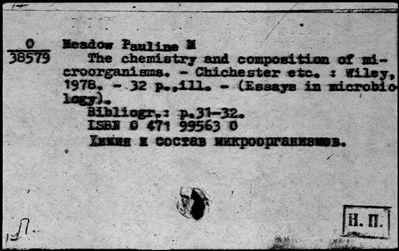 О
38579
Meadow Pauline M
The chemistry and composition of mi-
croorganisms. - Chichester etc. : Wiley,
1978. - 32 p.,ill. - (Essays in microbio-
logy).
Bibliogr.: p.31-32.
ISBN 0 471 99563 0
Химия и состав микроорганизмов.
Н. П.